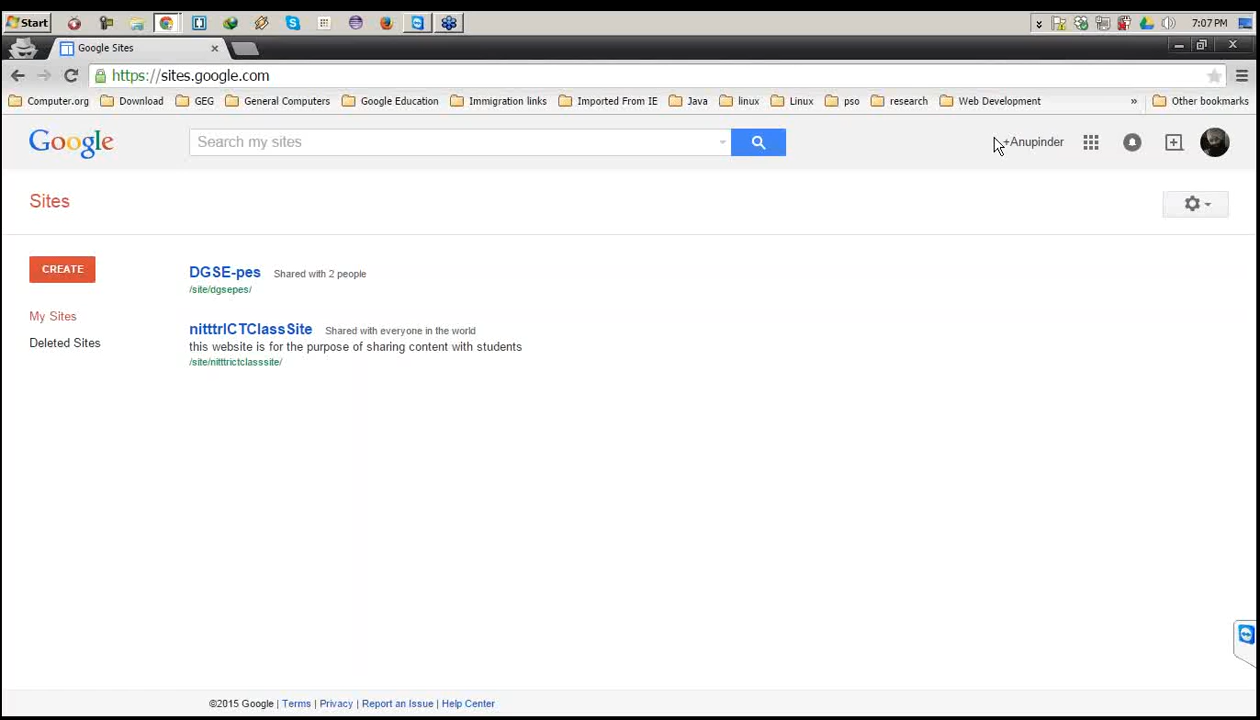 Start
7:07 PM
Google Sites
https://sites.google.com
Computer.org Download GEG General Computers Google Education Immigration links Imported From IE Java linux Linux pso research Web Development » Other bookmarks
Google Search my sites +Anupinder
Sites
CREATE
My Sites
Deleted Sites
DGSE-pes Shared with 2 people
/site/dgsepes/
nitttrICTClassSite Shared with everyone in the world
this website is for the purpose of sharing content with students
/site/nitttrictclasssite/
©2015 Google | Terms | Privacy | Report an Issue | Help Center